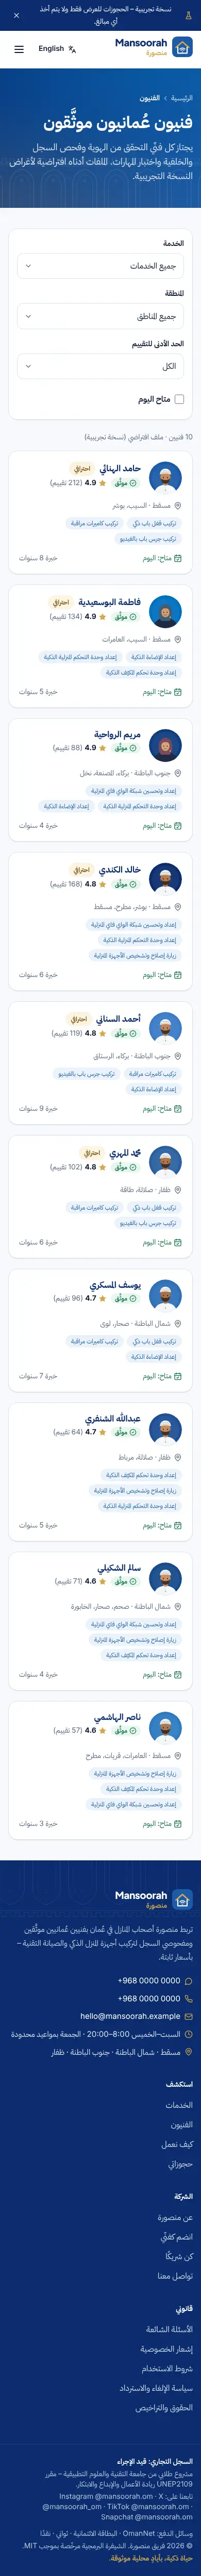 نسخة تجريبية – الحجوزات للعرض فقط ولا يتم أخذ
أي مبالغ.
Mansoorah
منصورة
English
الرئيسية
الفنيون
فنيون عُمانيون موثَّقون
يجتاز كل فنّي التحقق من الهوية وفحص السجل
والخلفية واختبار المهارات. الملفات أدناه افتراضية لأغراض
العرض.
الخدمة
جميع الخدمات
المنطقة
جميع المناطق
الحد الأدنى للتقييم
الكل
متاح اليوم
10 فنيين · ملف افتراضي (نسخة تجريبية)
حامد الهنائي
احترافي
موثَّق
4.9 (212 تقييم)
مسقط · السيب، بوشر
تركيب قفل باب ذكي
تركيب كاميرات مراقبة
تركيب جرس باب بالفيديو
متاح: اليوم
خبرة 8 سنوات
فاطمة البوسعيدية
احترافي
موثَّق
4.9 (134 تقييم)
مسقط · السيب، العامرات
إعداد الإضاءة الذكية
إعداد وحدة التحكم المنزلية الذكية
إعداد وحدة تحكم المكيّف الذكية
متاح: اليوم
خبرة 5 سنوات
مريم الرواحية
موثَّق
4.9 (88 تقييم)
جنوب الباطنة · بركاء، المصنعة، نخل
إعداد وتحسين شبكة الواي فاي المنزلية
إعداد وحدة التحكم المنزلية الذكية
إعداد الإضاءة الذكية
متاح: اليوم
خبرة 4 سنوات
خالد الكندي
احترافي
موثَّق
4.8 (168 تقييم)
مسقط · بوشر، مطرح، مسقط
إعداد وتحسين شبكة الواي فاي المنزلية
إعداد وحدة التحكم المنزلية الذكية
زيارة إصلاح وتشخيص الأجهزة المنزلية
متاح: اليوم
خبرة 6 سنوات
أحمد السناني
احترافي
موثَّق
4.8 (119 تقييم)
جنوب الباطنة · بركاء، الرستاق
تركيب كاميرات مراقبة
تركيب جرس باب بالفيديو
إعداد الإضاءة الذكية
متاح: اليوم
خبرة 9 سنوات
محمد المهري
احترافي
موثَّق
4.8 (102 تقييم)
ظفار · صلالة، طاقة
تركيب قفل باب ذكي
تركيب كاميرات مراقبة
تركيب جرس باب بالفيديو
متاح: اليوم
خبرة 6 سنوات
يوسف المسكري
موثَّق
4.7 (96 تقييم)
شمال الباطنة · صحار، لوى
تركيب قفل باب ذكي
تركيب كاميرات مراقبة
إعداد الإضاءة الذكية
متاح: اليوم
خبرة 7 سنوات
عبدالله الشنفري
موثَّق
4.7 (64 تقييم)
ظفار · صلالة، مرباط
إعداد وحدة تحكم المكيّف الذكية
زيارة إصلاح وتشخيص الأجهزة المنزلية
إعداد وحدة التحكم المنزلية الذكية
متاح: اليوم
خبرة 5 سنوات
سالم الشكيلي
موثَّق
4.6 (71 تقييم)
شمال الباطنة · صحم، صحار، الخابورة
إعداد وتحسين شبكة الواي فاي المنزلية
زيارة إصلاح وتشخيص الأجهزة المنزلية
إعداد وحدة تحكم المكيّف الذكية
متاح: اليوم
خبرة 4 سنوات
ناصر الهاشمي
موثَّق
4.6 (57 تقييم)
مسقط · العامرات، قريات، مطرح
زيارة إصلاح وتشخيص الأجهزة المنزلية
إعداد وحدة تحكم المكيّف الذكية
إعداد وتحسين شبكة الواي فاي المنزلية
متاح: اليوم
خبرة 3 سنوات
Mansoorah
منصورة
تربط منصورة أصحاب المنازل في عُمان بفنيين عُمانيين موثَّقين
ومفحوصي السجل لتركيب أجهزة المنزل الذكي والصيانة التقنية –
بأسعار ثابتة.
+968 0000 0000
+968 0000 0000
hello@mansoorah.example
السبت–الخميس 8:00–20:00 · الجمعة بمواعيد محدودة
مسقط · شمال الباطنة · جنوب الباطنة · ظفار
استكشف
الخدمات
الفنيون
كيف نعمل
حجوزاتي
الشركة
عن منصورة
انضم كفنّي
كن شريكًا
تواصل معنا
قانوني
الأسئلة الشائعة
إشعار الخصوصية
شروط الاستخدام
سياسة الإلغاء والاسترداد
الحقوق والتراخيص
السجل التجاري: قيد الإجراء
مشروع طلابي من جامعة التقنية والعلوم التطبيقية – مقرر
UNEP2109 ريادة الأعمال والإبداع والابتكار.
تابعنا على: Instagram @mansoorah.om · X
@mansoorah_om · TikTok @mansoorah.om ·
Snapchat @mansoorah.om
وسائل الدفع: OmanNet · البطاقة الائتمانية · ثواني · نقدًا
© 2026 فريق منصورة. الشيفرة البرمجية مرخّصة بموجب MIT.
حياة ذكية، بأيادٍ محلية موثوقة.